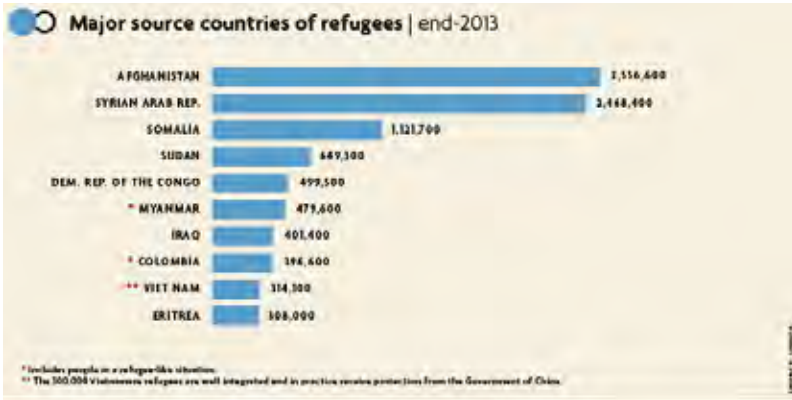 Major source countries of refugees | end-2013
AFGHANISTAN 2,556,600
SYRIAN ARAB REP. 2,468,400
SOMALIA 1,121,700
SUDAN 649,300
DEM. REP. OF THE CONGO 499,500
* MYANMAR 479,600
IRAQ 401,400
* COLOMBIA 396,600
** VIET NAM 314,100
ERITREA 308,000
* Includes people in a refugee-like situation.
** The 300,000 Vietnamese refugees are well integrated and in practice receive protection from the Government of China.